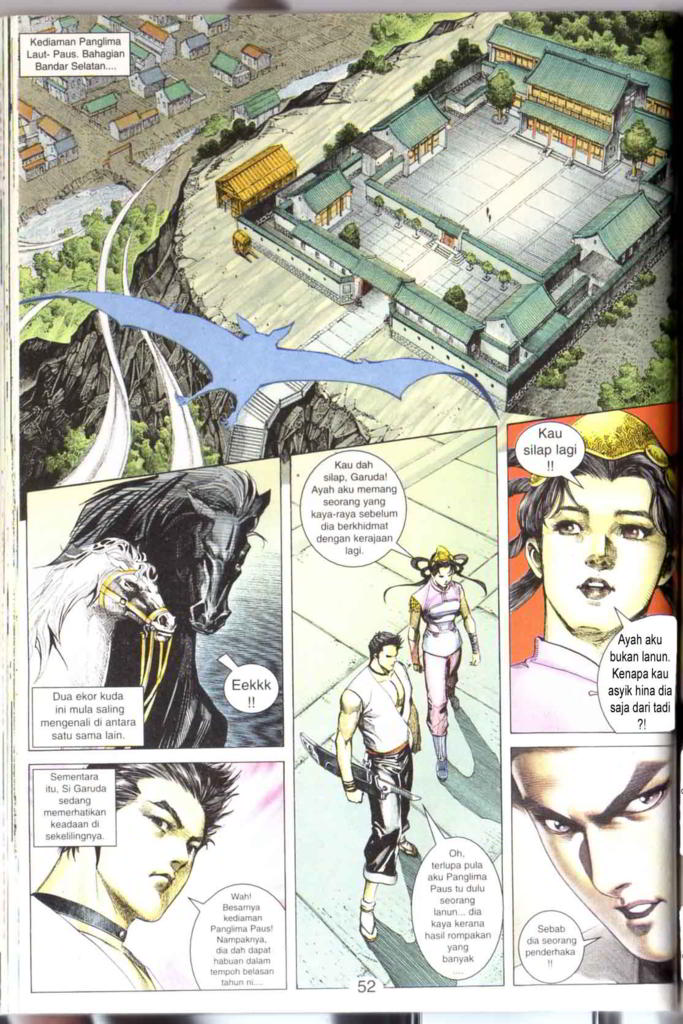 Kediaman Panglima
Laut- Paus. Bahagian
Bandar Selatan....
Dua ekor kuda
ini mula saling
mengenali di antara
satu sama lain.
Eekkk
!!
Sementara
itu, Si Garuda
sedang
memerhatikan
keadaan di
sekelilingnya.
Wah!
Besarnya
kediaman
Panglima Paus!
Nampaknya,
dia dah dapat
habuan dalam
tempoh belasan
tahun ni....
Kau dah
silap, Garuda!
Ayah aku memang
seorang yang
kaya-raya sebelum
dia berkhidmat
dengan kerajaan
lagi.
Oh,
terlupa pula
aku Panglima
Paus tu dulu
seorang
lanun... dia
kaya kerana
hasil rompakan
yang
banyak
....
Kau
silap lagi
!!
Ayah aku
bukan lanun.
Kenapa kau
asyik hina dia
saja dari tadi
?!
Sebab
dia seorang
penderhaka
!!
52